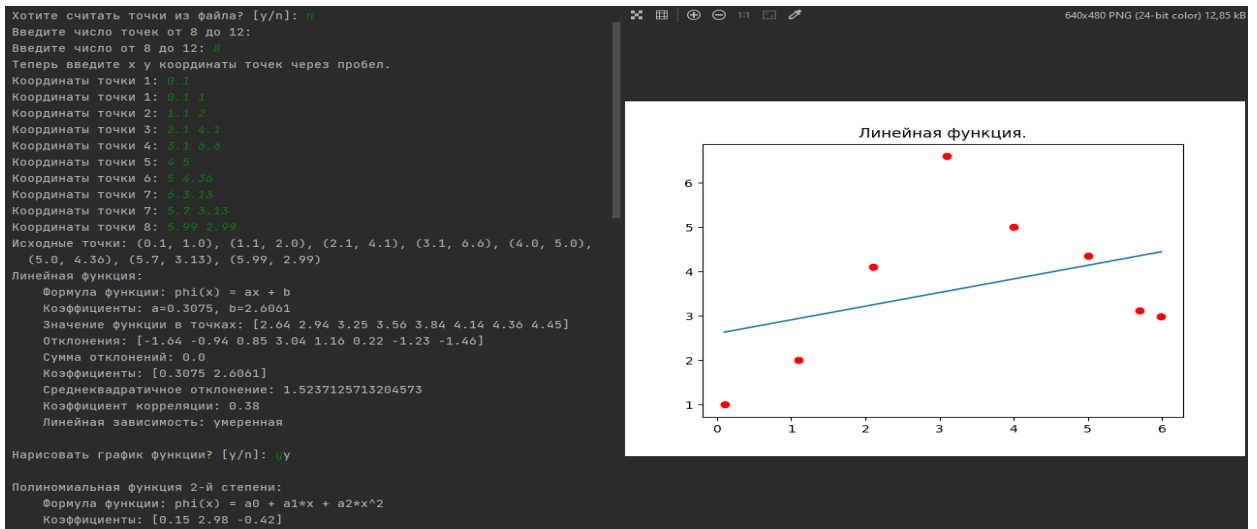 Хотите считать точки из файла? [y/n]: n
Введите число точек от 8 до 12:
Введите число от 8 до 12: 8
Теперь введите x y координаты точек через пробел.
Координаты точки 1: 0.1
Координаты точки 1: 0.1 1
Координаты точки 2: 1.1 2
Координаты точки 3: 2.1 4.1
Координаты точки 4: 3.1 6.6
Координаты точки 5: 4 5
Координаты точки 6: 5 4.36
Координаты точки 7: 6.3.13
Координаты точки 7: 5.7 3.13
Координаты точки 8: 5.99 2.99
Исходные точки: (0.1, 1.0), (1.1, 2.0), (2.1, 4.1), (3.1, 6.6), (4.0, 5.0),
(5.0, 4.36), (5.7, 3.13), (5.99, 2.99)
Линейная функция:
Формула функции: phi(x) = ax + b
Коэффициенты: a=0.3075, b=2.6061
Значение функции в точках: [2.64 2.94 3.25 3.56 3.84 4.14 4.36 4.45]
Отклонения: [-1.64 -0.94 0.85 3.04 1.16 0.22 -1.23 -1.46]
Сумма отклонений: 0.0
Коэффициенты: [0.3075 2.6061]
Среднеквадратичное отклонение: 1.5237125713204573
Коэффициент корреляции: 0.38
Линейная зависимость: умеренная
Нарисовать график функции? [y/n]: yy
Полиномиальная функция 2-й степени:
Формула функции: phi(x) = a0 + a1*x + a2*x^2
Коэффициенты: [0.15 2.98 -0.42]
1:1
640x480 PNG (24-bit color) 12,85 kB
Линейная функция.
6
5
4
3
2
1
0 1 2 3 4 5 6